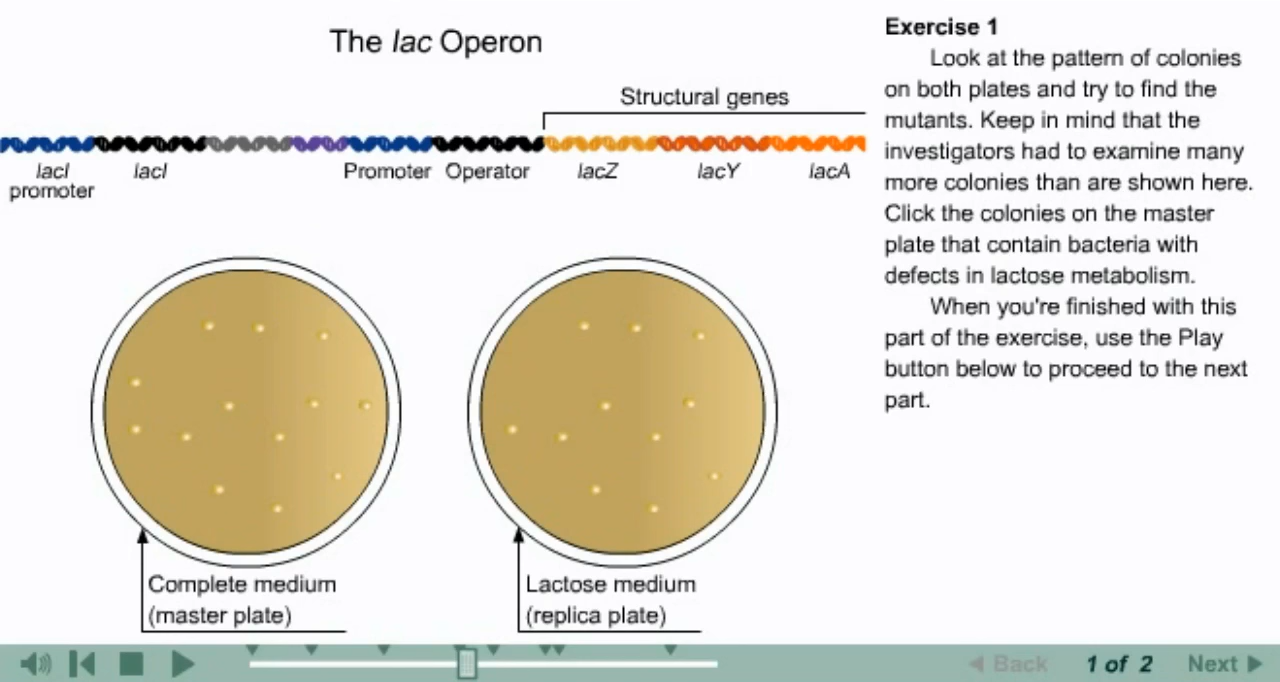 The lac Operon
Structural genes
lacI
promoter
lacI
Promoter
Operator
lacZ
lacY
lacA
Complete medium
(master plate)
Lactose medium
(replica plate)
Exercise 1
Look at the pattern of colonies
on both plates and try to find the
mutants. Keep in mind that the
investigators had to examine many
more colonies than are shown here.
Click the colonies on the master
plate that contain bacteria with
defects in lactose metabolism.
When you're finished with this
part of the exercise, use the Play
button below to proceed to the next
part.
Back
1 of 2
Next